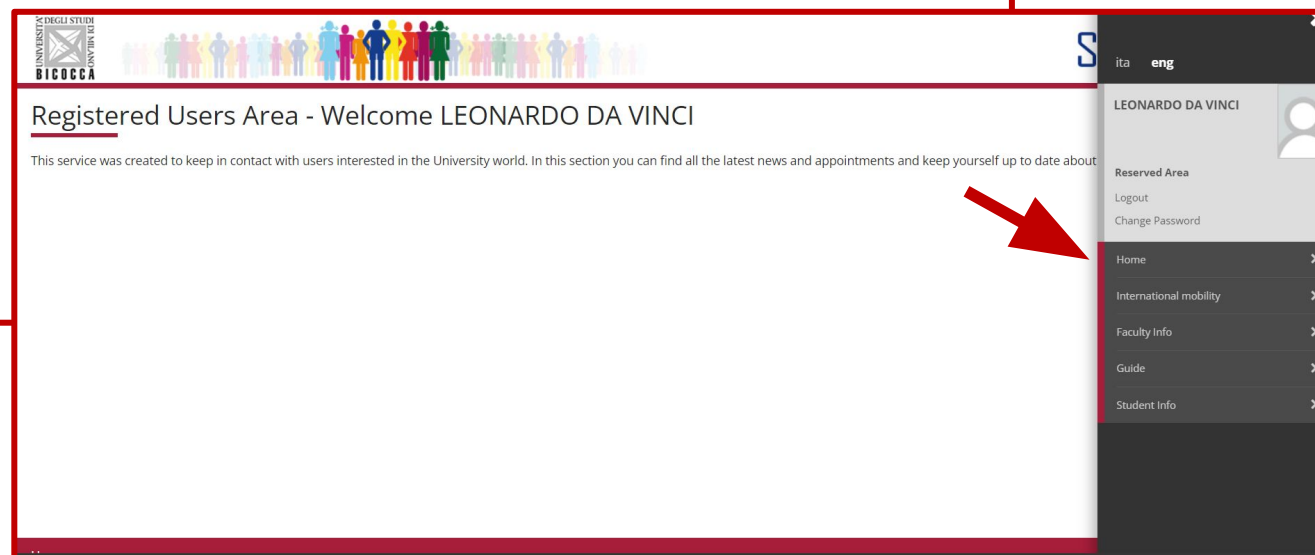 UNIVERSITÀ DEGLI STUDI DI MILANO
BICOCCA
S
ita eng
Registered Users Area - Welcome LEONARDO DA VINCI
This service was created to keep in contact with users interested in the University world. In this section you can find all the latest news and appointments and keep yourself up to date about
LEONARDO DA VINCI
Reserved Area
Logout
Change Password
Home
International mobility
Faculty Info
Guide
Student Info